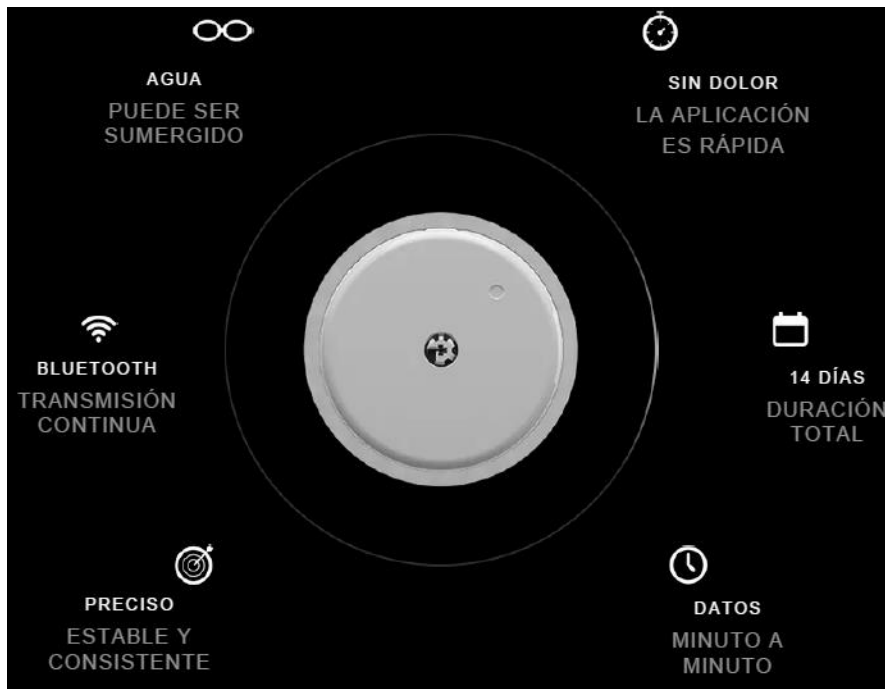 AGUA
PUEDE SER
SUMERGIDO
SIN DOLOR
LA APLICACIÓN
ES RÁPIDA
BLUETOOTH
TRANSMISIÓN
CONTINUA
14 DÍAS
DURACIÓN
TOTAL
PRECISO
ESTABLE Y
CONSISTENTE
DATOS
MINUTO A
MINUTO